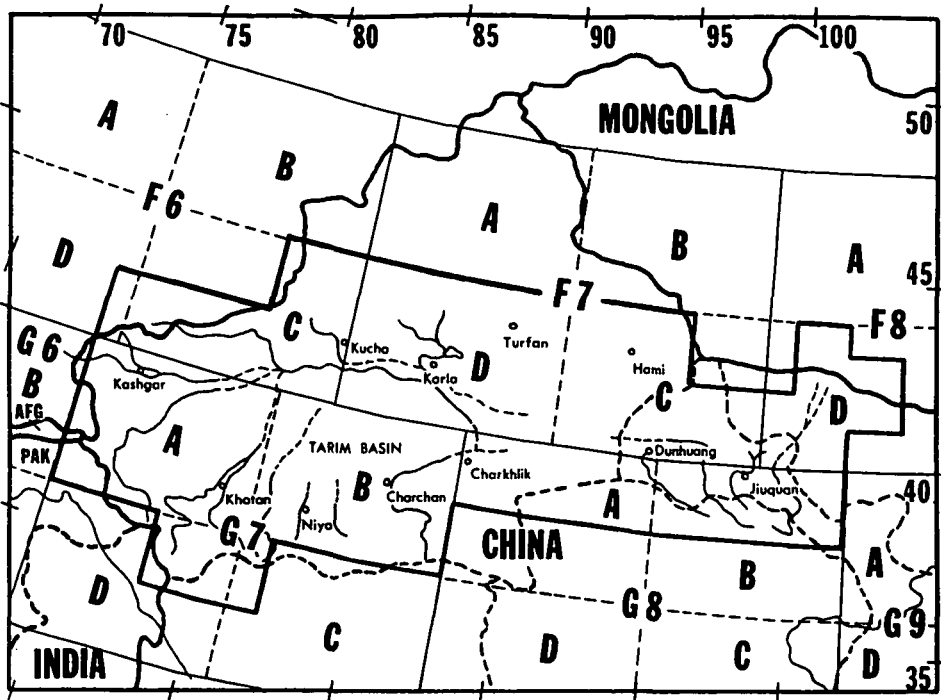 70 75 80 85 90 95 100
MONGOLIA
50
A
B
F 6
A
B
A
45
D
F 7
F 8
C
Turfan
G 6
Kucha
B
Kashgar
Karla
D
Hami
C
D
AFG
PAK
A
TARIM BASIN
Dunhuang
Khotan
B
Charchan
Charkhlik
Jiuquan
40
Niya
A
G 7
CHINA
B
A
D
G 8
G 9
C
D
C
D
INDIA
35